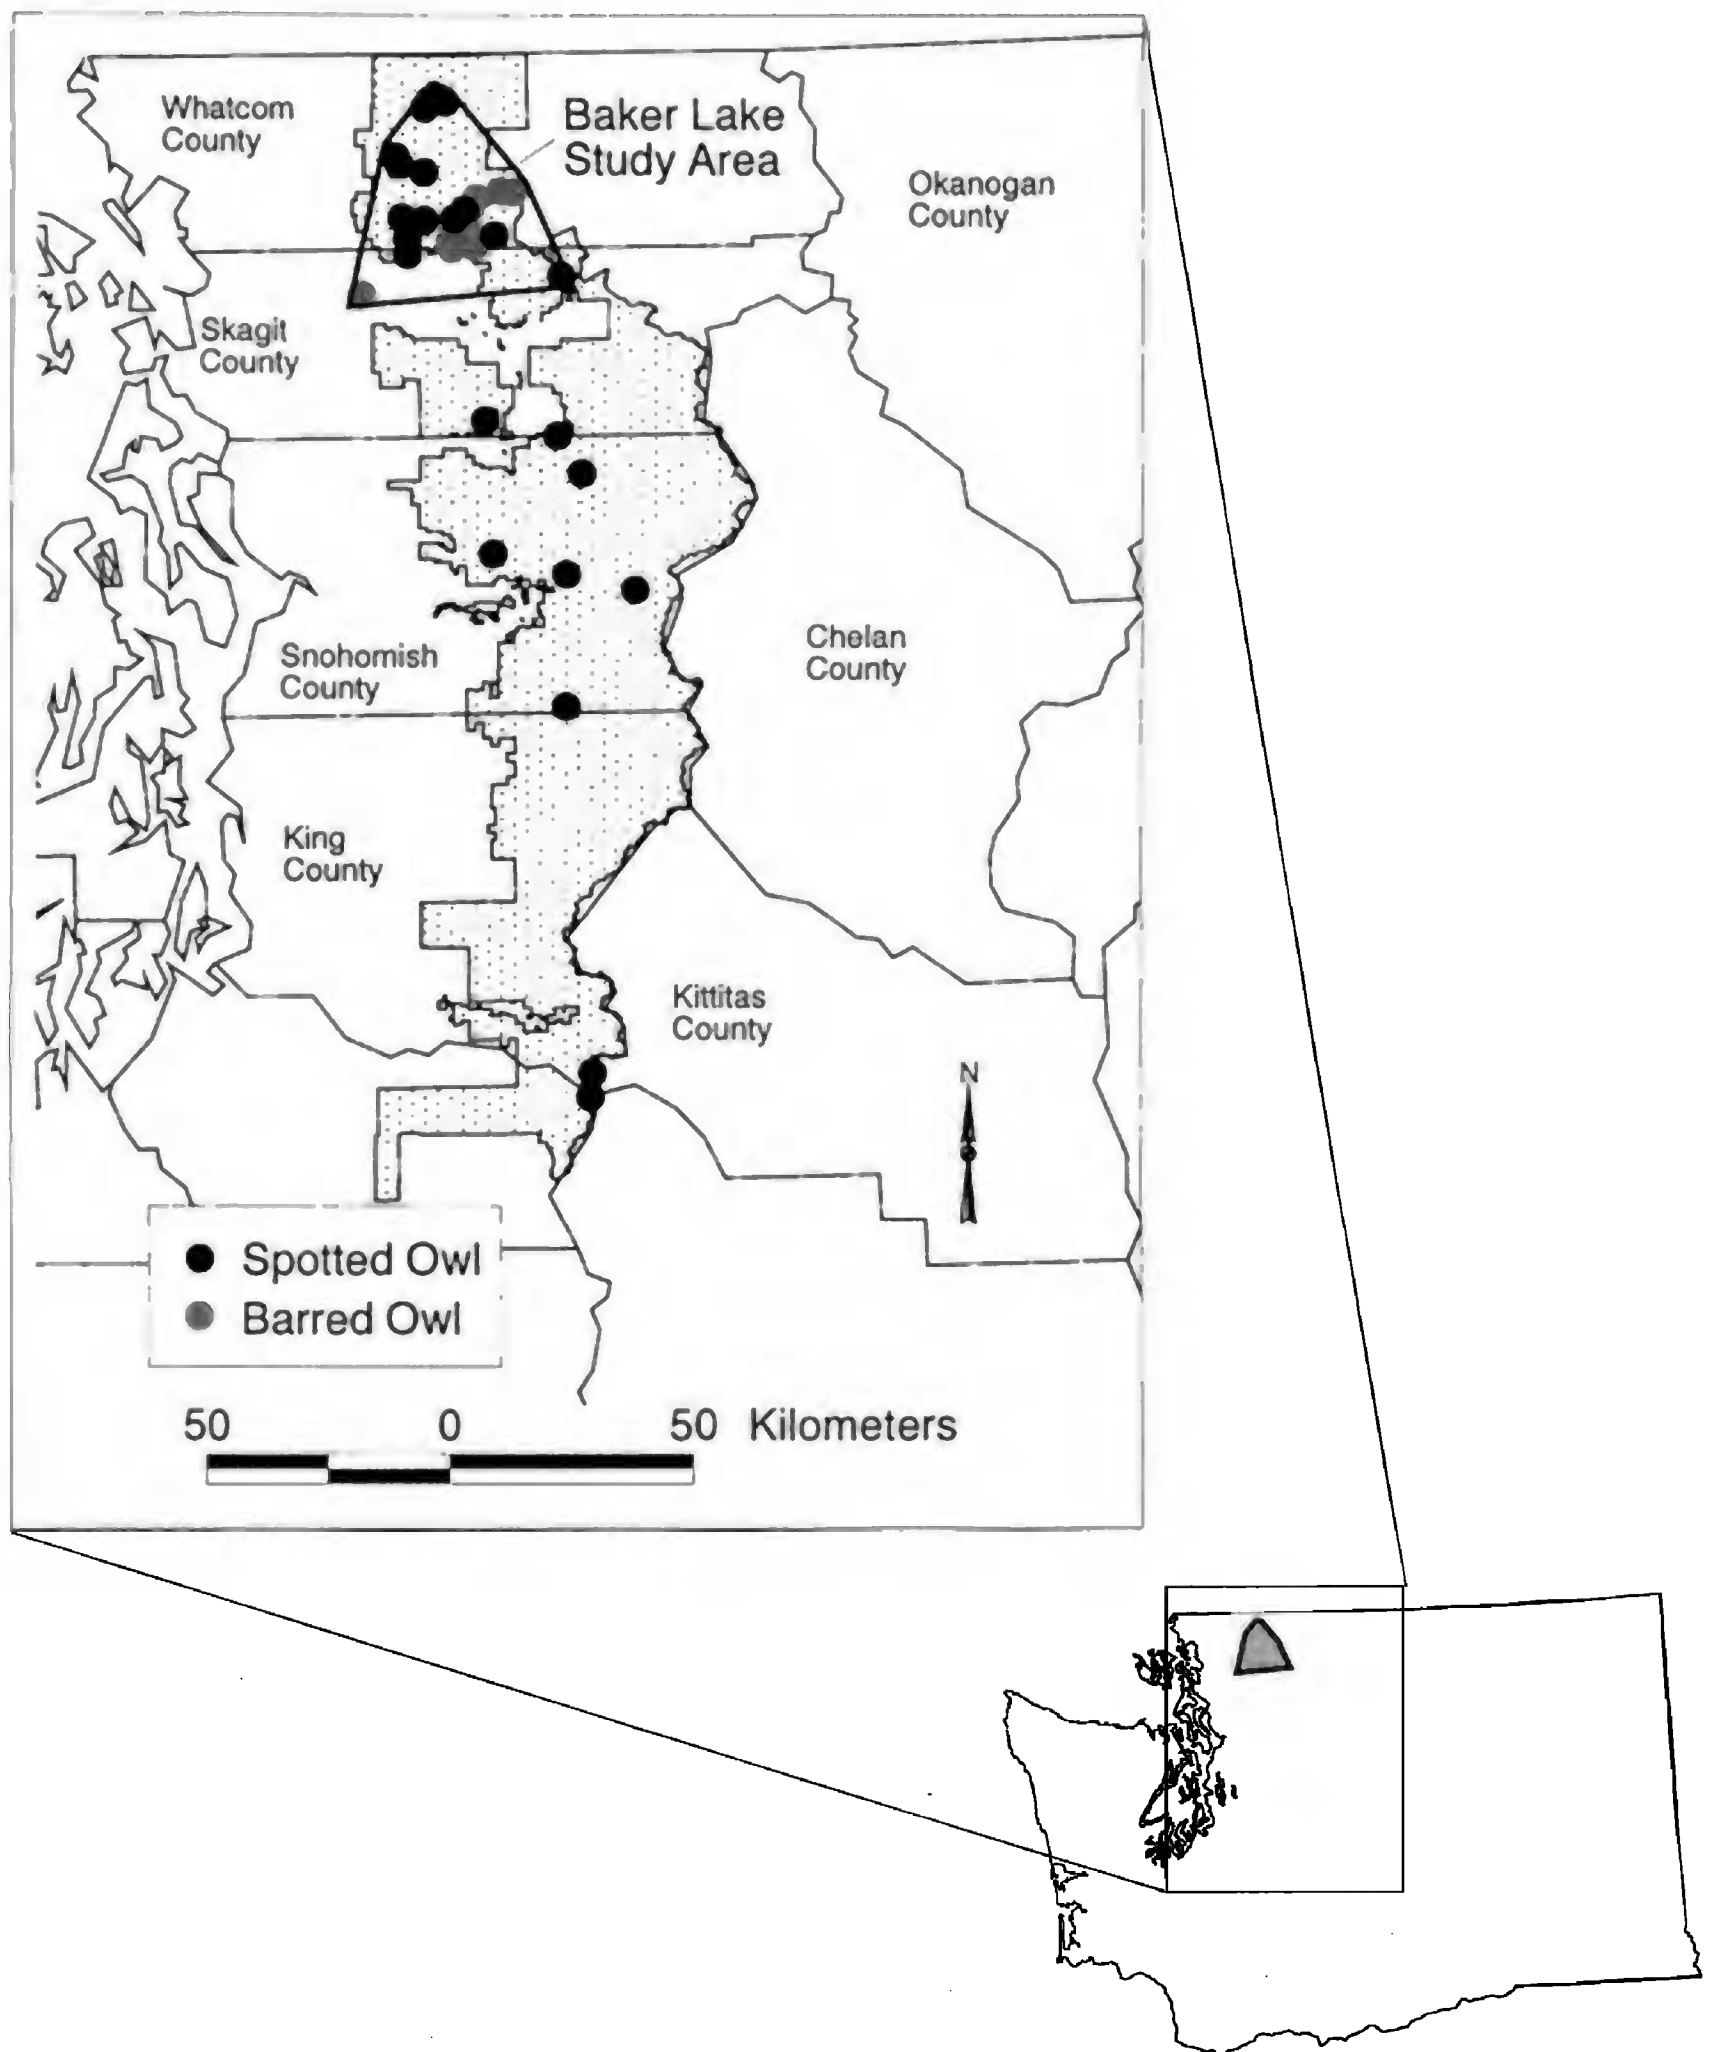 Whatcom
County
Baker Lake
Study Area
Okanogan
County
Skagit
County
Snohomish
County
Chelan
County
King
County
Kittitas
County
N
Spotted Owl
Barred Owl
50 0 50 Kilometers